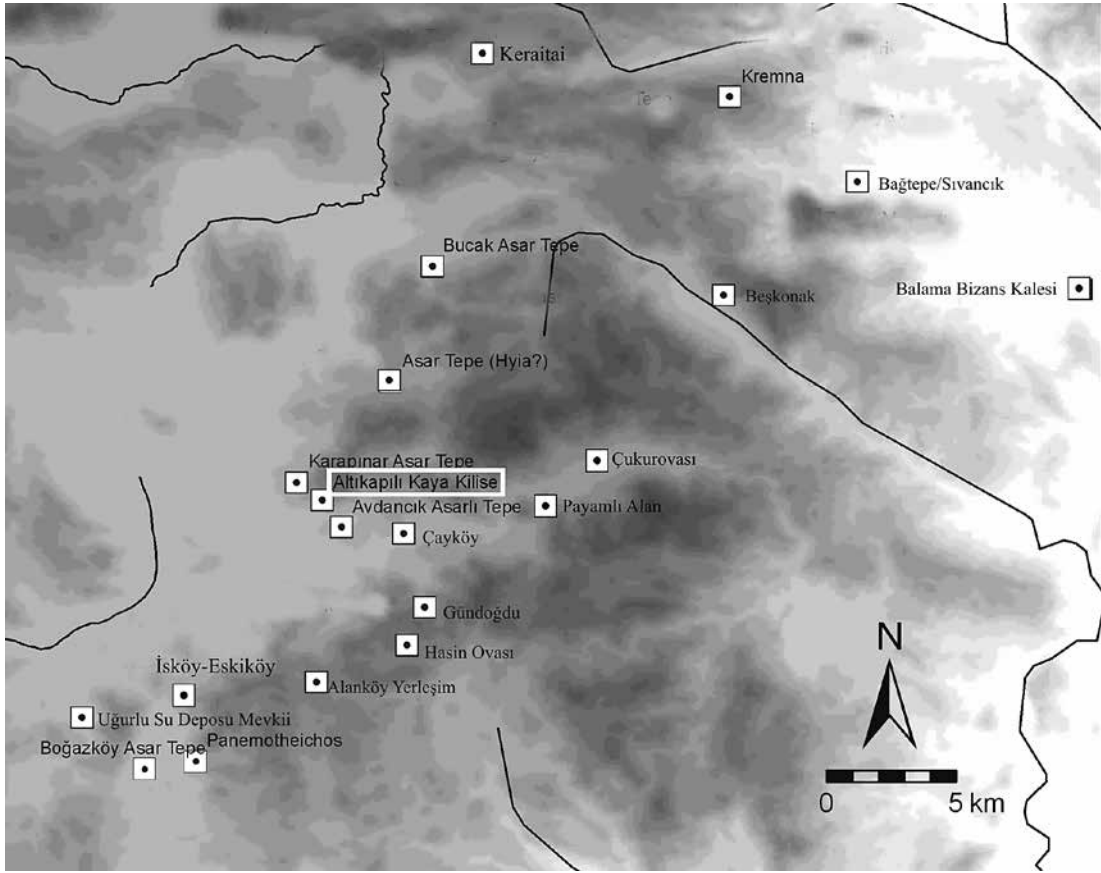 Keraitai
Kremna
Bağtepe/Sıvancık
Bucak Asar Tepe
Beşkonak
Balama Bizans Kalesi
Asar Tepe (Hyia?)
Karapınar Asar Tepe
Çukurovası
Altıkapılı Kaya Kilise
Avdancık Asarlı Tepe
Payamlı Alan
Çayköy
Gündoğdu
Hasin Ovası
N
İsköy-Eskiköy
Alanköy Yerleşim
Uğurlu Su Deposu Mevkii
Panemotheichos
Boğazköy Asar Tepe
0 5 km